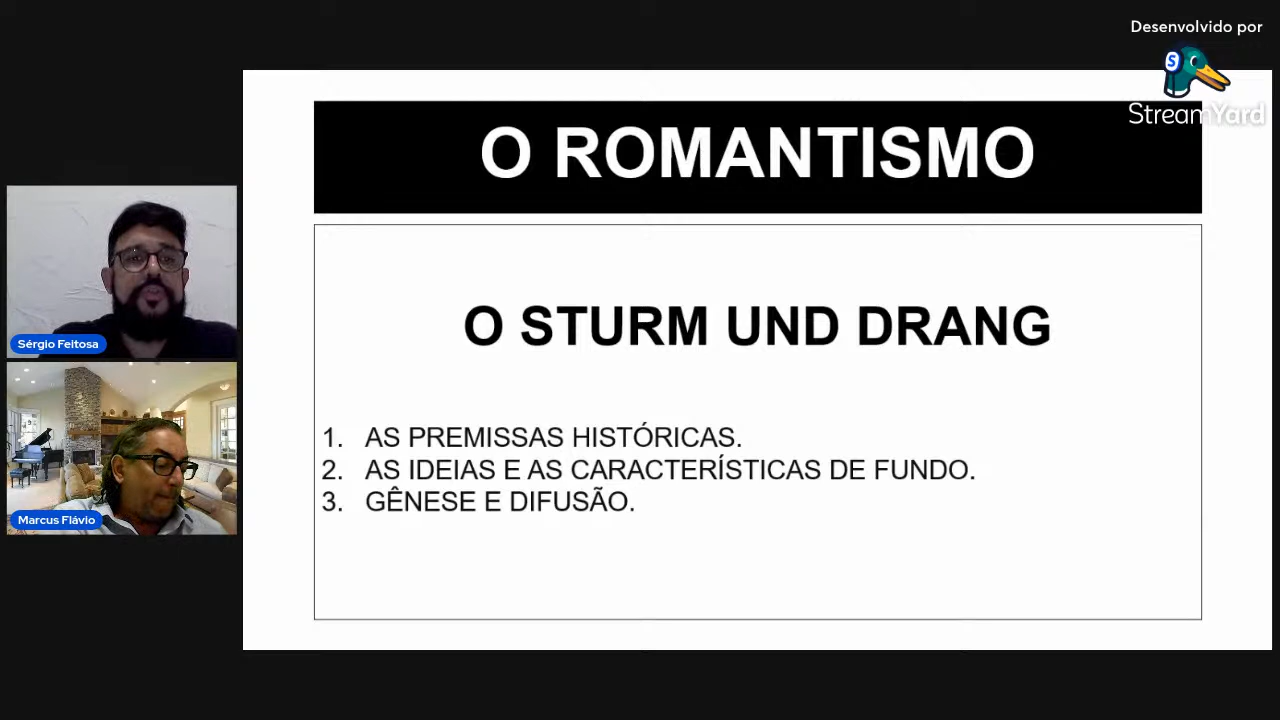 Desenvolvido por
StreamYard
O ROMANTISMO
O STURM UND DRANG
1. AS PREMISSAS HISTÓRICAS.
2. AS IDEIAS E AS CARACTERÍSTICAS DE FUNDO.
3. GÊNESE E DIFUSÃO.
Sérgio Feitosa
Marcus Flávio